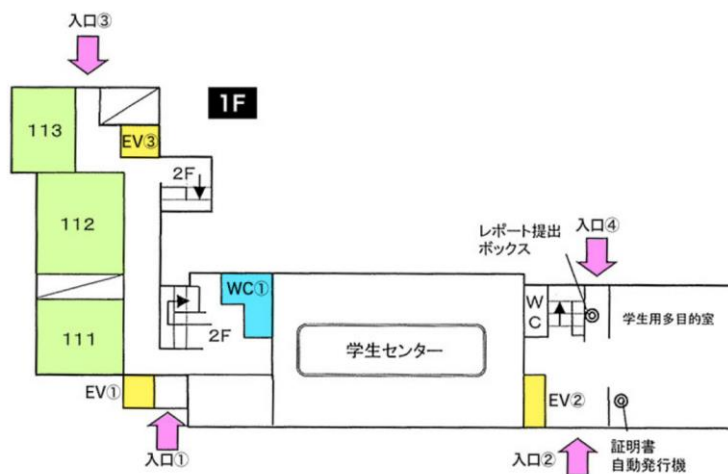 入口③
1F
113
EV③
2F
112
レポート提出
ボックス
入口④
WC①
W
C
学生用多目的室
2F
111
学生センター
EV①
EV②
入口①
入口②
証明書
自動発行機